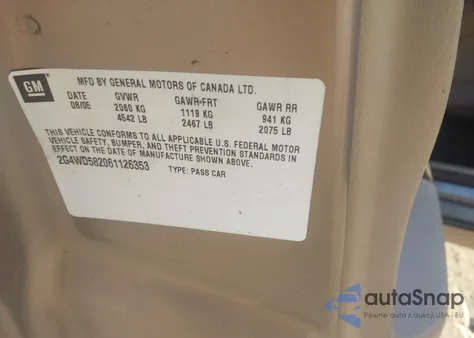 GM
MFD BY GENERAL MOTORS OF CANADA LTD.
DATE GVWR GAWR-FRT GAWR RR
08/05 2060 KG 1119 KG 941 KG
4542 LB 2467 LB 2075 LB
THIS VEHICLE CONFORMS TO ALL APPLICABLE U.S. FEDERAL MOTOR
VEHICLE SAFETY, BUMPER, AND THEFT PREVENTION STANDARDS IN
EFFECT ON THE DATE OF MANUFACTURE SHOWN ABOVE.
2G4WD582061126353 TYPE: PASS CAR
autaSnap
Pewne auta z aukcji USA i EU